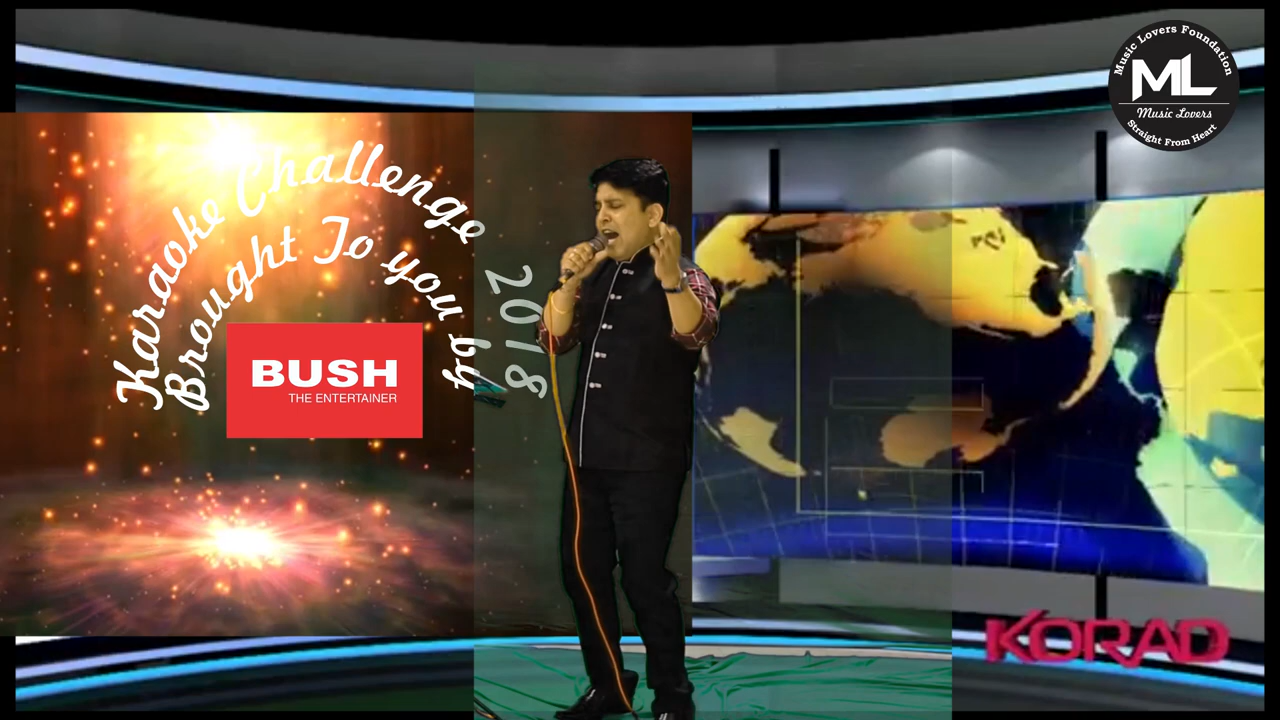 Karaoke Challenge 2018
Brought To you by
BUSH
THE ENTERTAINER
Music Lovers Foundation
ML
Music Lovers
Straight From Heart
KORAD